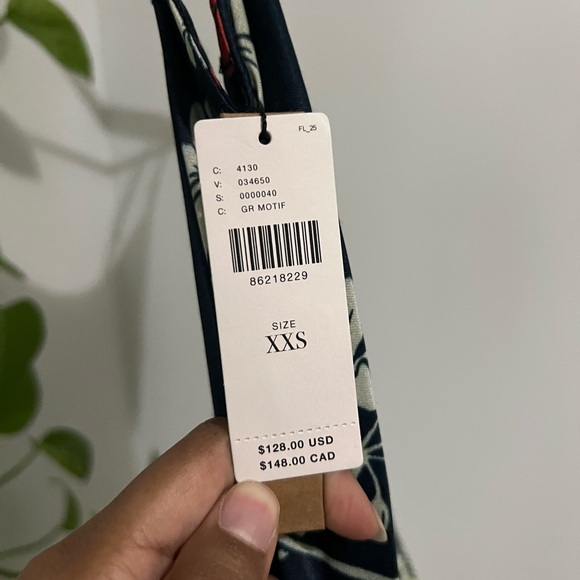 FL_25
C: 4130
V: 034650
S: 0000040
C: GR MOTIF
86218229
SIZE
XXS
$128.00 USD
$148.00 CAD